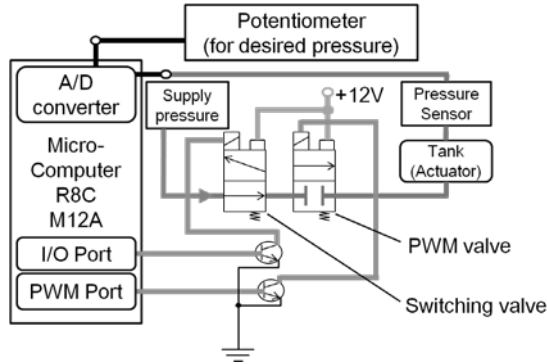 Potentiometer
(for desired pressure)
A/D
converter
Supply
pressure
+12V
Pressure
Sensor
Micro-
Computer
R8C
M12A
Tank
(Actuator)
I/O Port
PWM Port
PWM valve
Switching valve